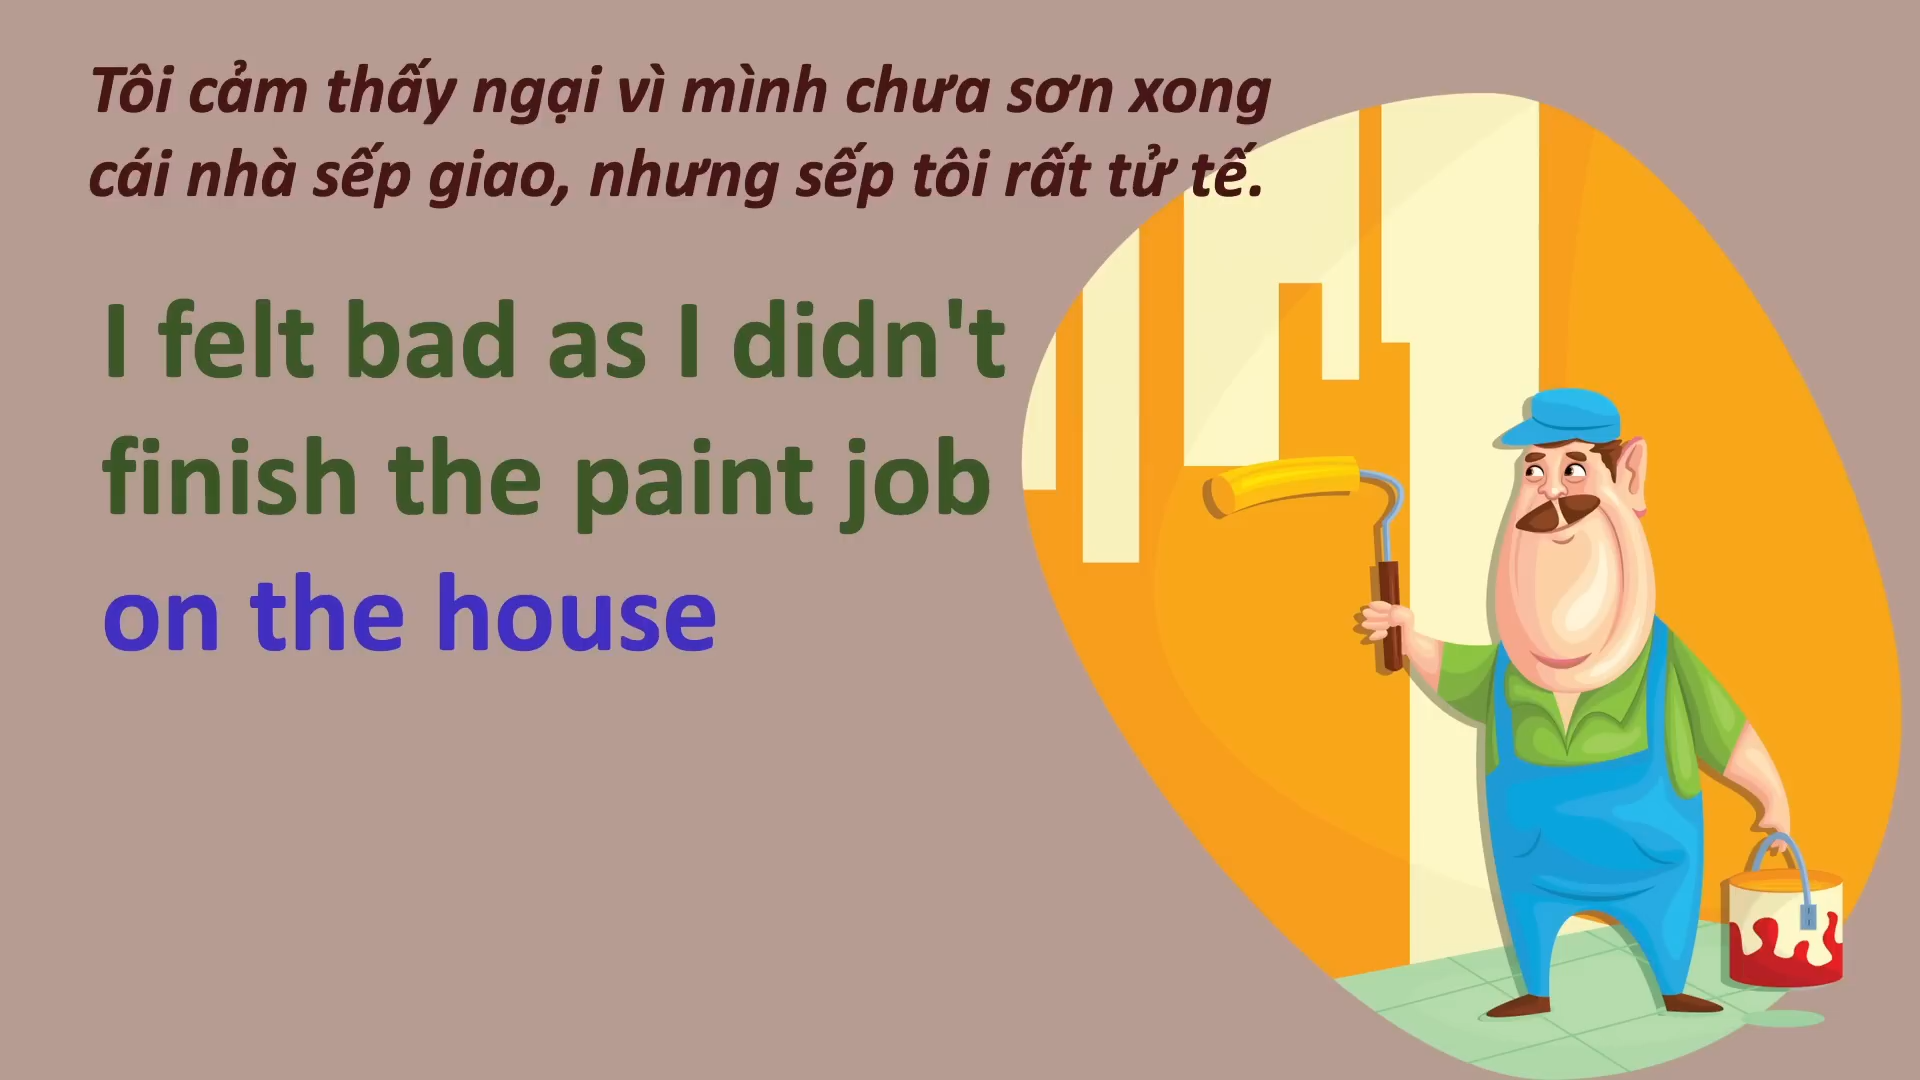 Tôi cảm thấy ngại vì mình chưa sơn xong
cái nhà sếp giao, nhưng sếp tôi rất tử tế.
I felt bad as I didn't
finish the paint job
on the house